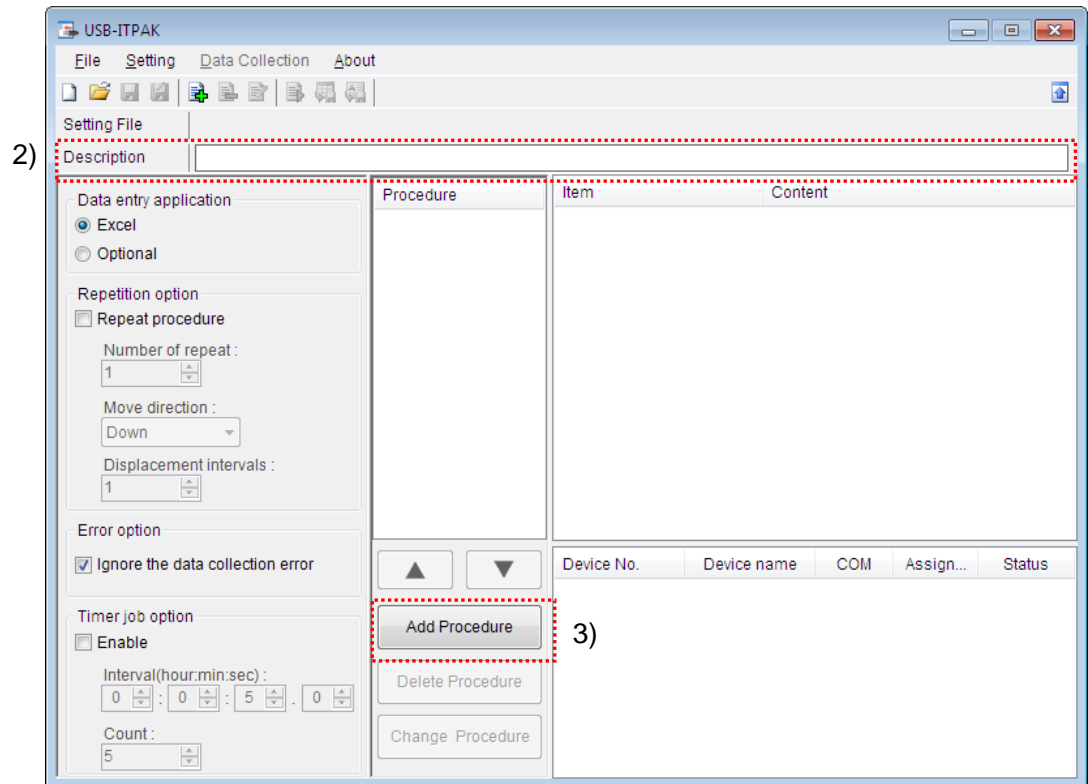 USB-ITPAK
File Setting Data Collection About
Setting File
2) Description
Data entry application
Excel
Optional
Repetition option
Repeat procedure
Number of repeat :
1
Move direction :
Down
Displacement intervals :
1
Error option
Ignore the data collection error
Timer job option
Enable
Interval(hour:min:sec) :
0 : 0 : 5 . 0
Count :
5
Procedure
Add Procedure 3)
Delete Procedure
Change Procedure
Item Content
Device No. Device name COM Assign... Status